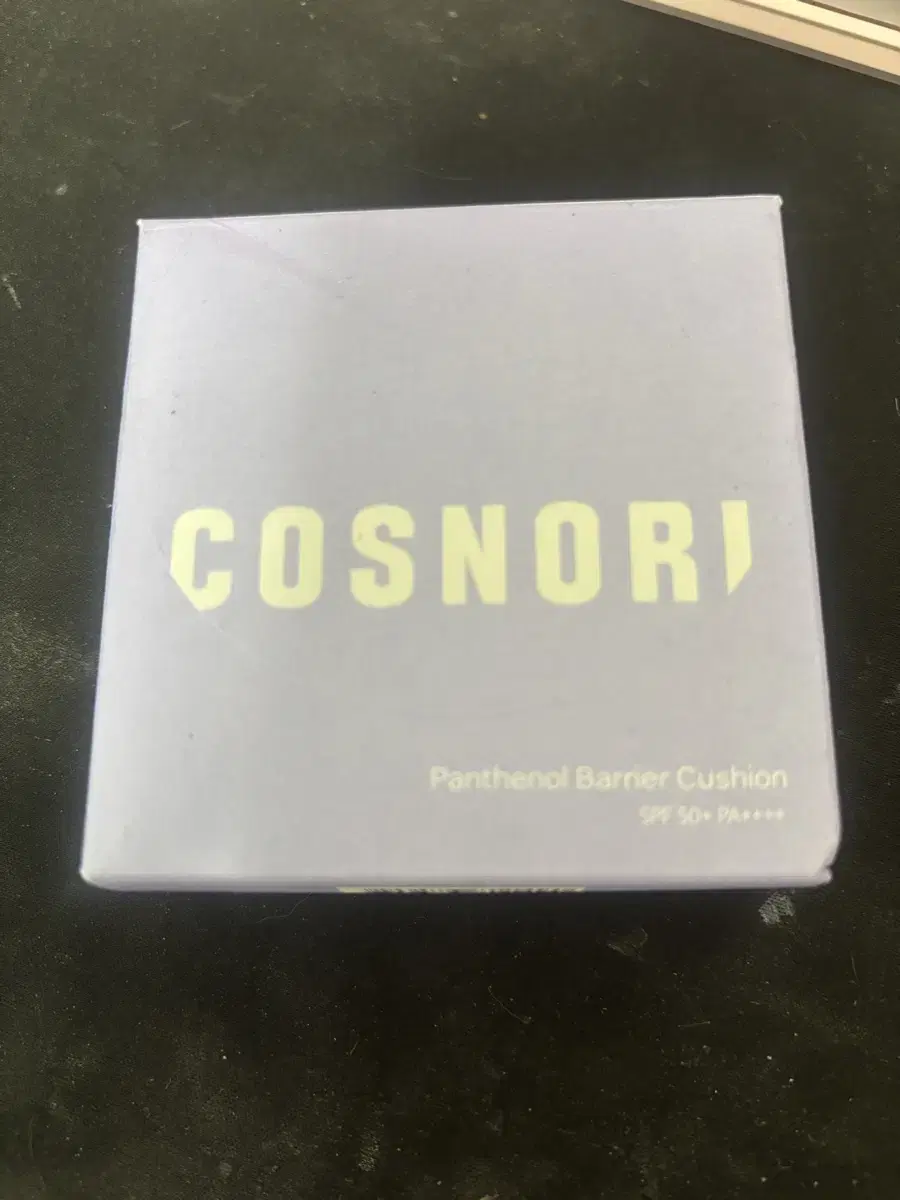 COSNORI
Panthenol Barrier Cushion
SPF 50+ PA++++